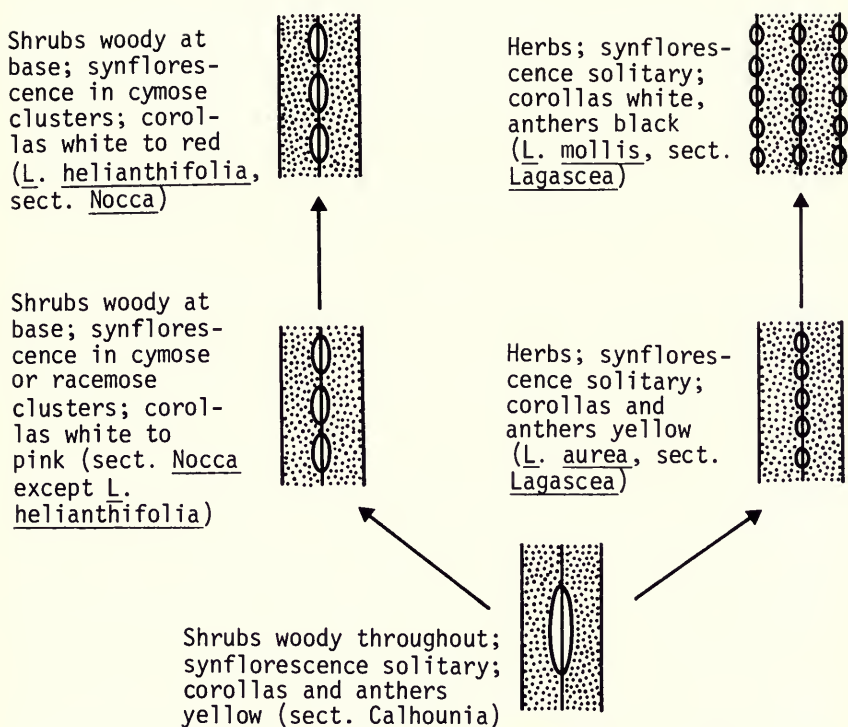 Shrubs woody at
base; synflores-
cence in cymose
clusters; corol-
las white to red
(L. helianthifolia,
sect. Nocca)
Herbs; synflores-
cence solitary;
corollas white,
anthers black
(L. mollis, sect.
Lagascea)
Shrubs woody at
base; synflores-
cence in cymose
or racemose
clusters; corol-
las white to
pink (sect. Nocca
except L.
helianthifolia)
Herbs; synflores-
cence solitary;
corollas and
anthers yellow
(L. aurea, sect.
Lagascea)
Shrubs woody throughout;
synflorescence solitary;
corollas and anthers
yellow (sect. Calhounia)